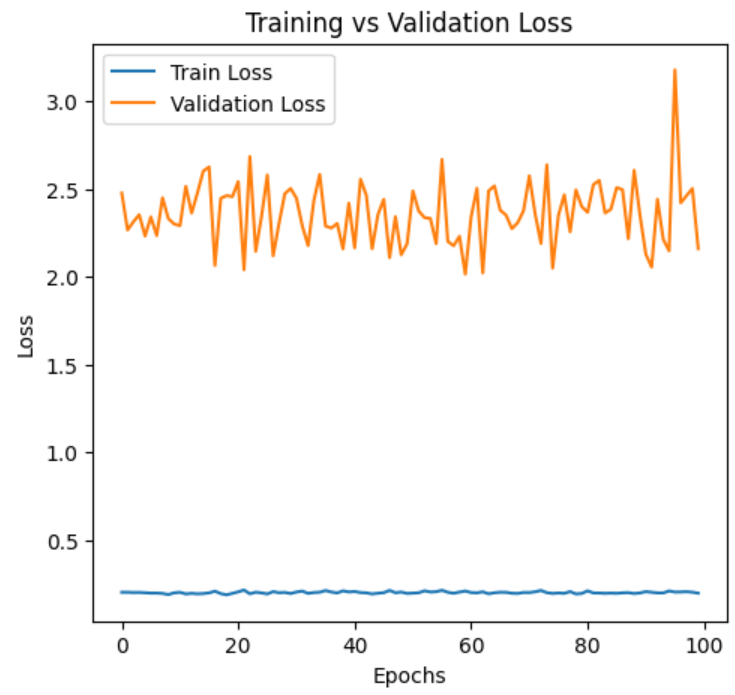 Training vs Validation Loss
Train Loss
Validation Loss
3.0
2.5
2.0
1.5
1.0
0.5
Loss
0 20 40 60 80 100
Epochs